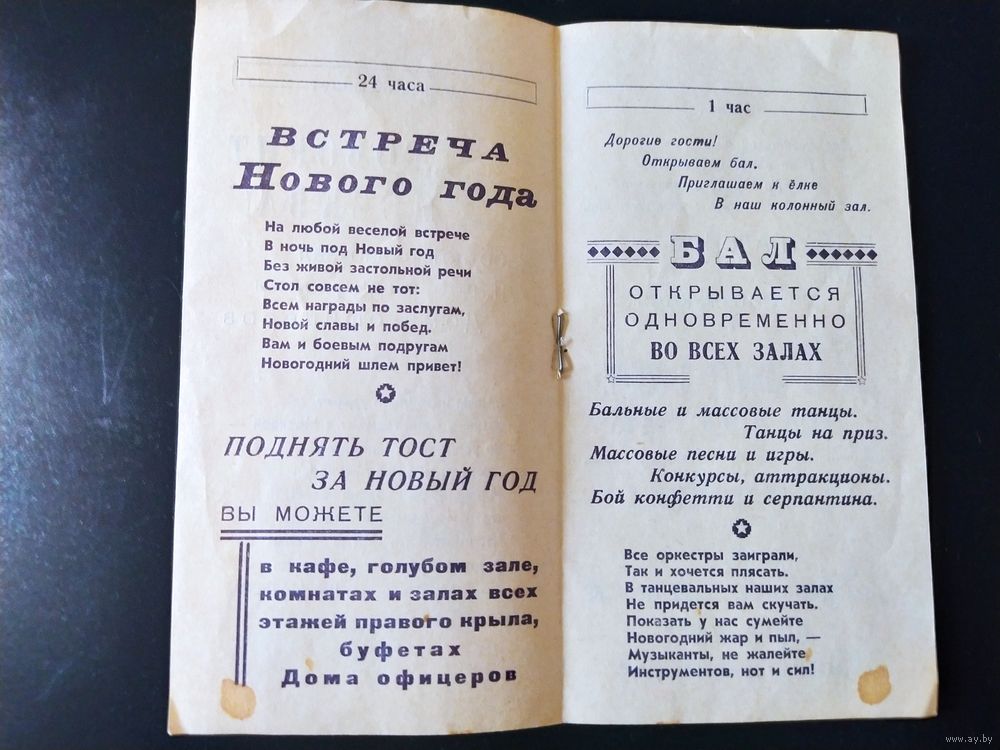 24 часа
ВСТРЕЧА
Нового года
На любой веселой встрече
В ночь под Новый год
Без живой застольной речи
Стол совсем не тот:
Всем награды по заслугам,
Новой славы и побед.
Вам и боевым подругам
Новогодний шлем привет!
ПОДНЯТЬ ТОСТ
ЗА НОВЫЙ ГОД
ВЫ МОЖЕТЕ
в кафе, голубом зале,
комнатах и залах всех
этажей правого крыла,
буфетах
Дома офицеров
1 час
Дорогие гости!
Открываем бал.
Приглашаем к ёлке
В наш колонный зал.
БАЛ
ОТКРЫВАЕТСЯ
ОДНОВРЕМЕННО
ВО ВСЕХ ЗАЛАХ
Бальные и массовые танцы.
Танцы на приз.
Массовые песни и игры.
Конкурсы, аттракционы.
Бой конфетти и серпантина.
Все оркестры заиграли,
Так и хочется плясать.
В танцевальных наших залах
Не придется вам скучать.
Показать у нас сумейте
Новогодний жар и пыл, —
Музыканты, не жалейте
Инструментов, нот и сил!
www.ay.by